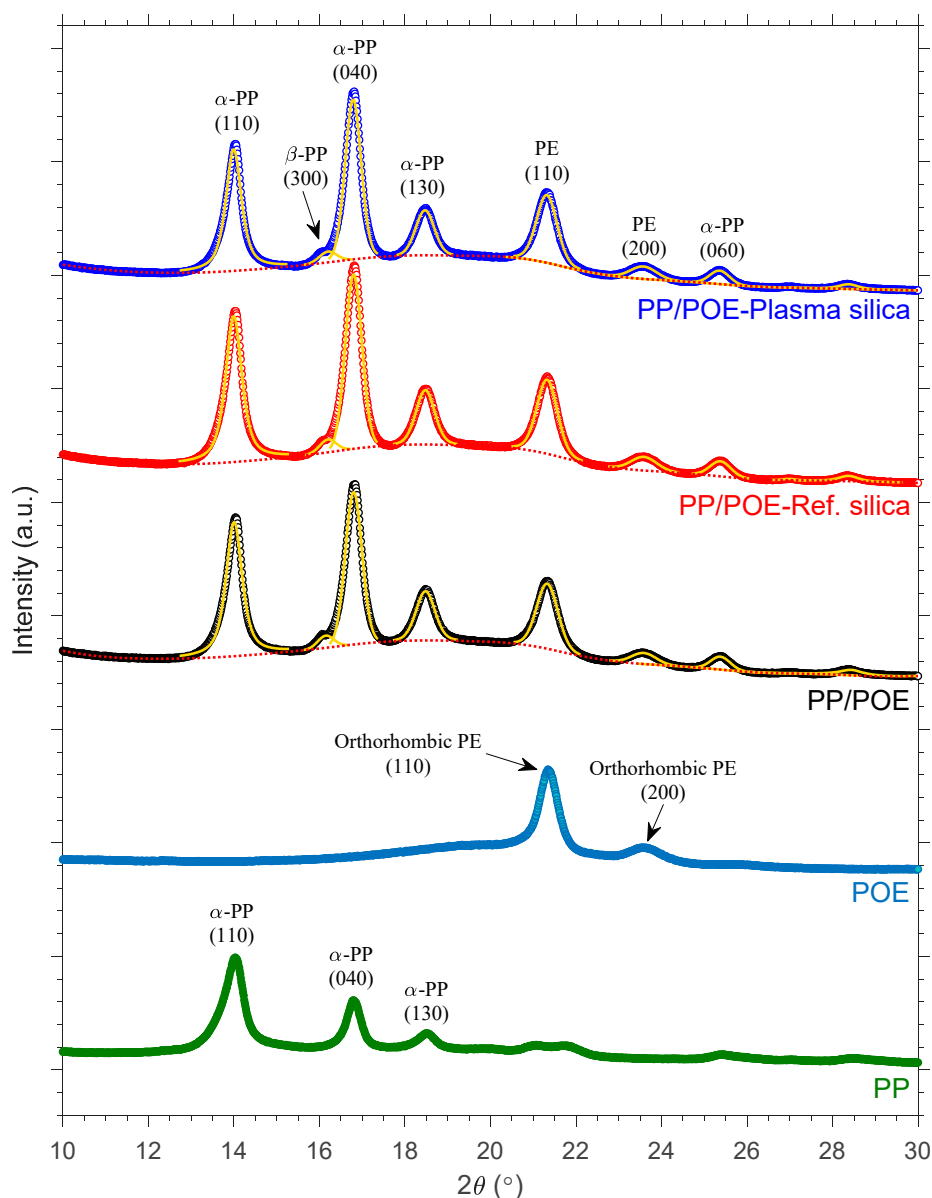 α-PP
(040)
α-PP
(110)
β-PP
(300)
α-PP
(130)
PE
(110)
PE
(200)
α-PP
(060)
PP/POE-Plasma silica
PP/POE-Ref. silica
PP/POE
Orthorhombic PE
(110)
Orthorhombic PE
(200)
POE
α-PP
(110)
α-PP
(040)
α-PP
(130)
PP
Intensity (a.u.)
10 12 14 16 18 20 22 24 26 28 30
2θ (°)